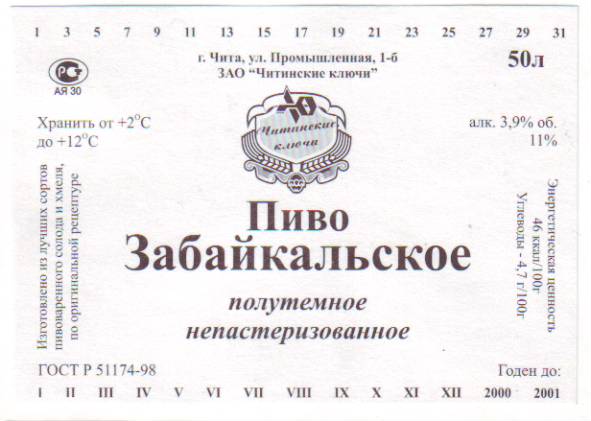 1 3 5 7 9 11 13 15 17 19 21 23 25 27 29 31
г. Чита, ул. Промышленная, 1-б
ЗАО “Читинские ключи”
50л
АЯ 30
Хранить от +2°С
до +12°С
алк. 3,9% об.
11%
Читинские
ключи
Изготовлено из лучших сортов
пивоваренного солода и хмеля,
по оригинальной рецептуре
Энергетическая ценность
46 ккал/100г
Углеводы - 4,7 г/100г
Пиво
Забайкальское
полутемное
непастеризованное
ГОСТ Р 51174-98
Годен до:
I II III IV V VI VII VIII IX X XI XII 2000 2001